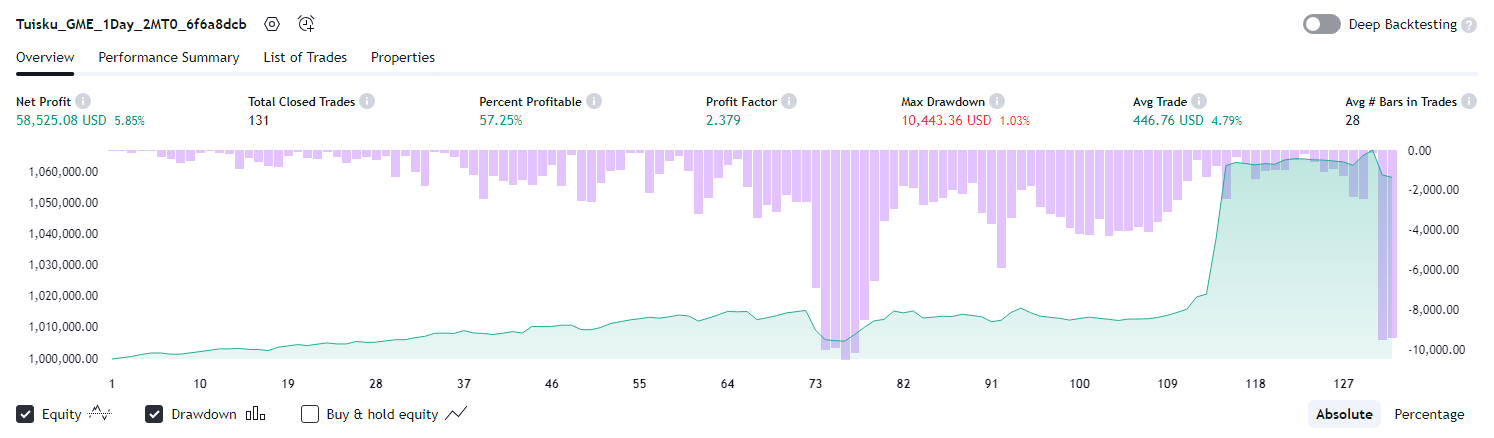 Tuisku_GME_1Day_2MT0_6f6a8dcb Deep Backtesting ?
Overview Performance Summary List of Trades Properties
Net Profit i Total Closed Trades i Percent Profitable i Profit Factor i Max Drawdown i Avg Trade i Avg # Bars in Trades i
58,525.08 USD 5.85% 131 57.25% 2.379 10,443.36 USD 1.03% 446.76 USD 4.79% 28
0.00
1,060,000.00
-2,000.00
1,050,000.00
-4,000.00
1,040,000.00
1,030,000.00
-6,000.00
1,020,000.00
-8,000.00
1,010,000.00
-10,000.00
1,000,000.00
1 10 19 28 37 46 55 64 73 82 91 100 109 118 127
Equity Drawdown Buy & hold equity Absolute Percentage